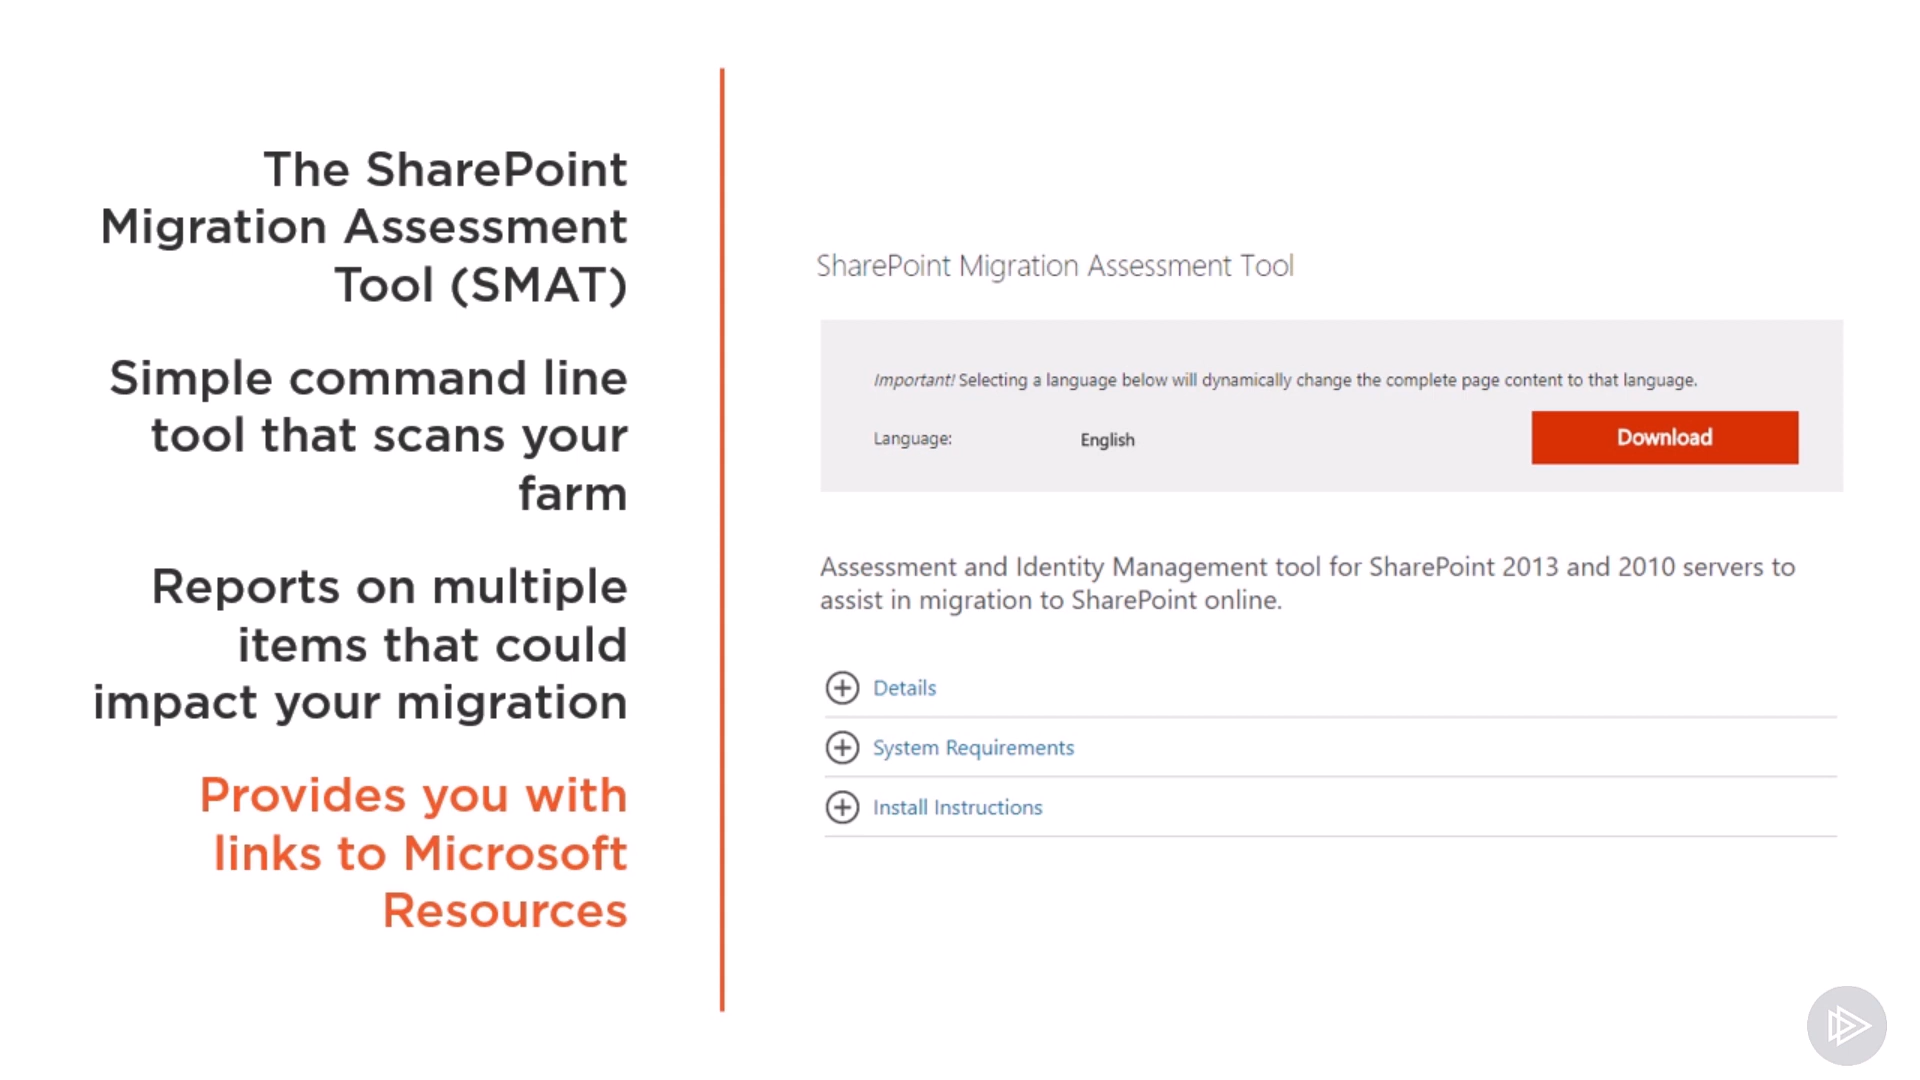 The SharePoint
Migration Assessment
Tool (SMAT)
Simple command line
tool that scans your
farm
Reports on multiple
items that could
impact your migration
Provides you with
links to Microsoft
Resources
SharePoint Migration Assessment Tool
Important! Selecting a language below will dynamically change the complete page content to that language.
Language: English Download
Assessment and Identity Management tool for SharePoint 2013 and 2010 servers to
assist in migration to SharePoint online.
Details
System Requirements
Install Instructions